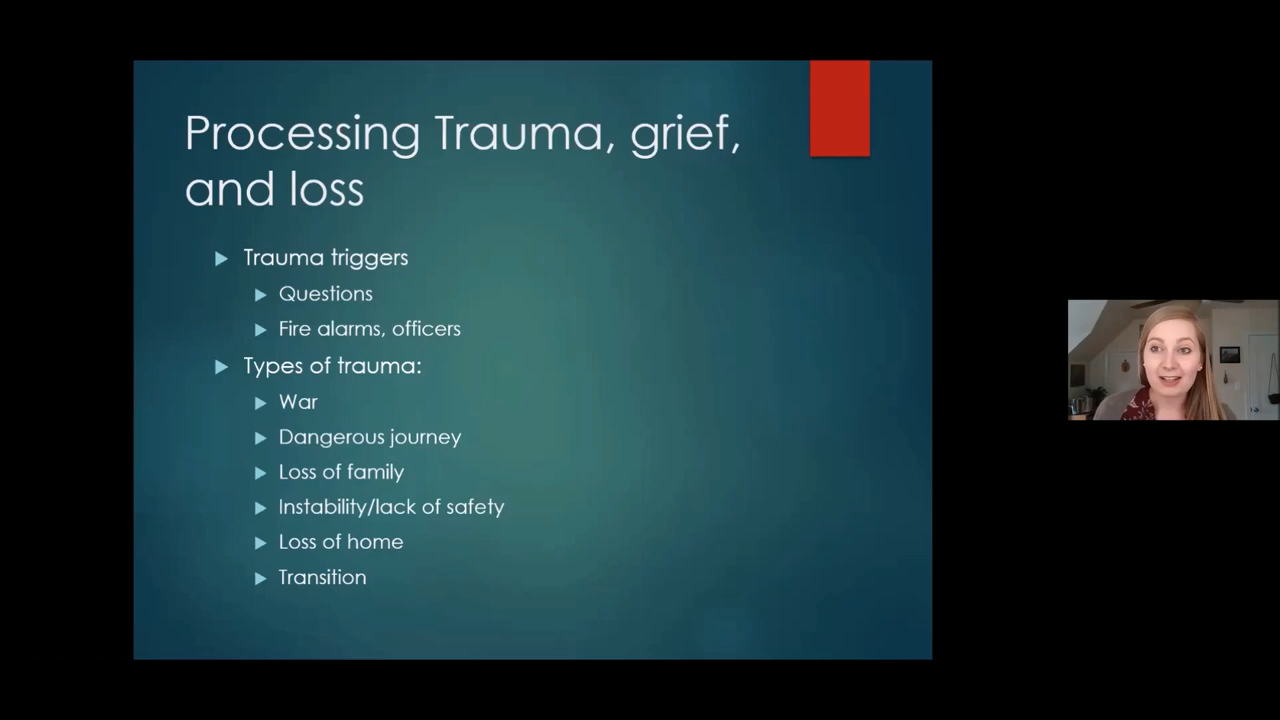 Processing Trauma, grief,
and loss
Trauma triggers
Questions
Fire alarms, officers
Types of trauma:
War
Dangerous journey
Loss of family
Instability/lack of safety
Loss of home
Transition